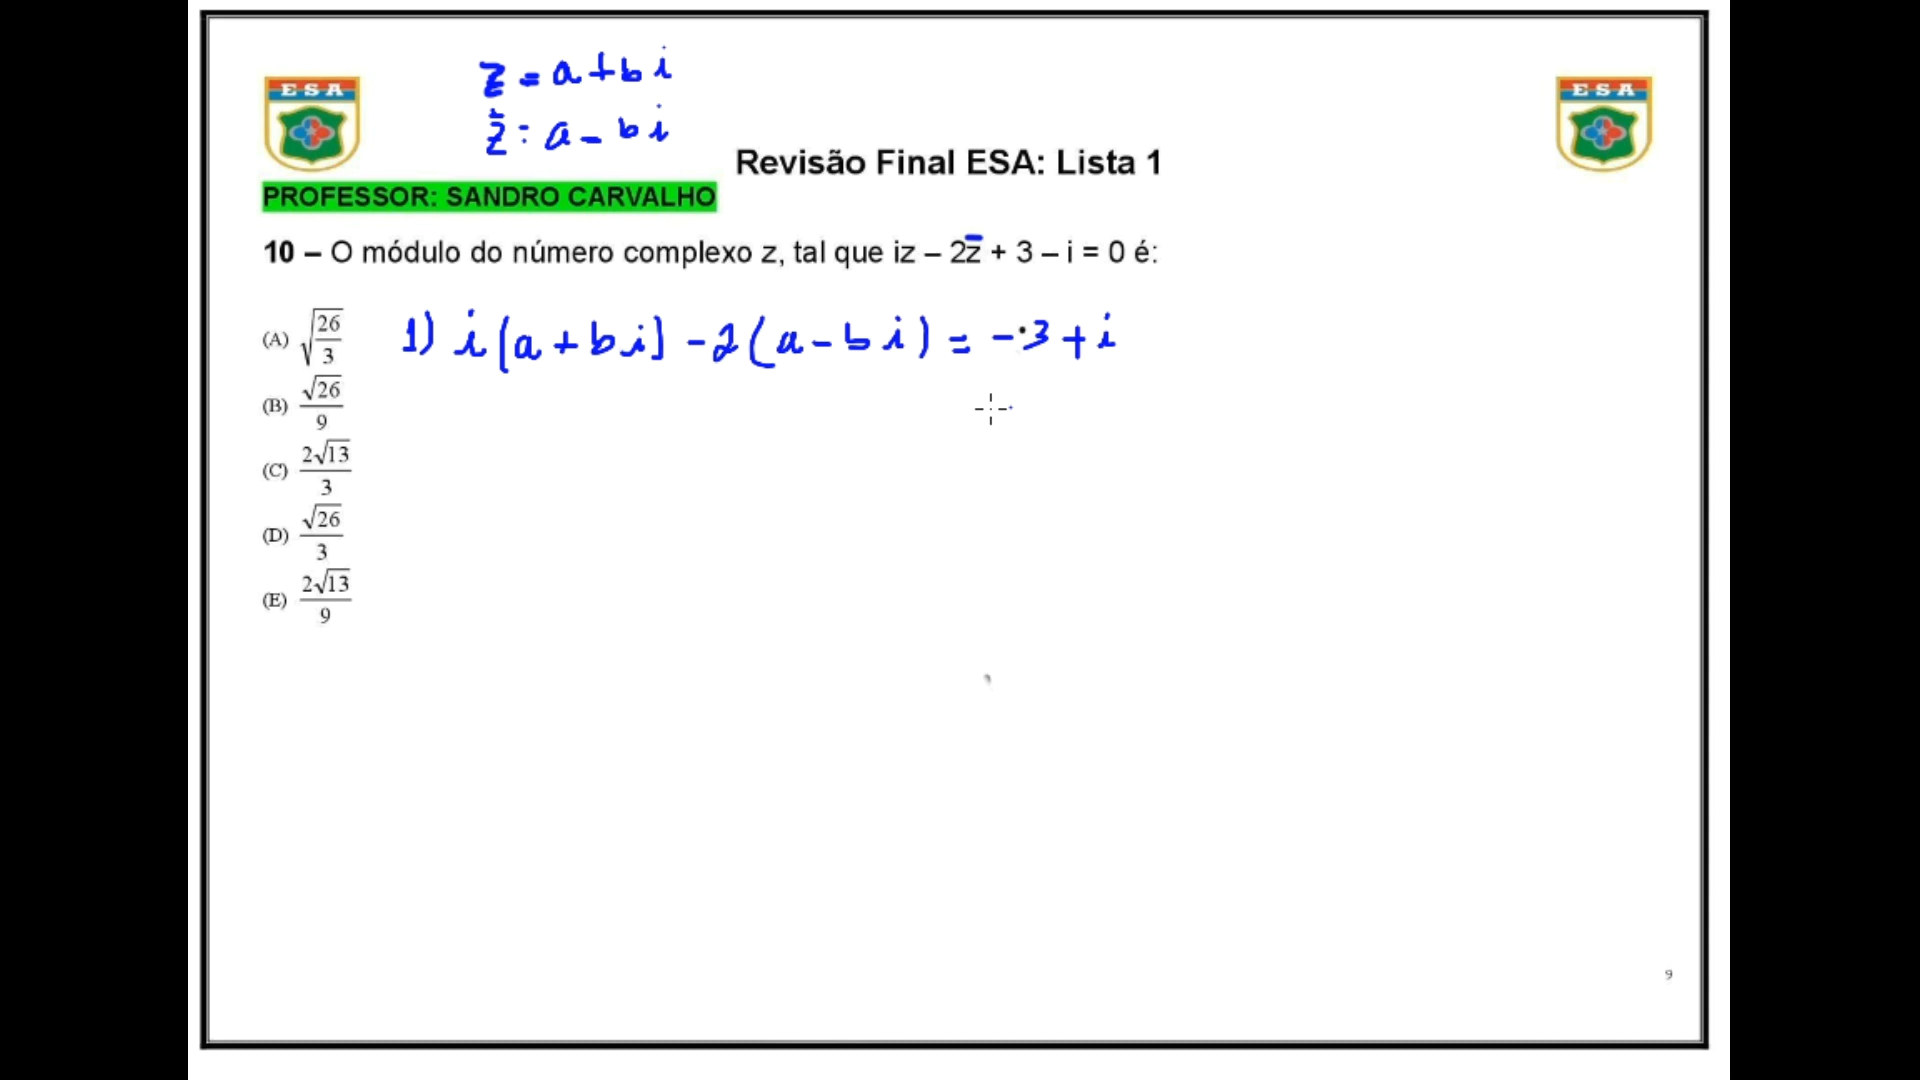 z = a + bi
z̄ = a - bi
ESA
ESA
Revisão Final ESA: Lista 1
PROFESSOR: SANDRO CARVALHO
10 – O módulo do número complexo z, tal que iz – 2z̄ + 3 – i = 0 é:
(A) √(26/3)
(B) √26/9
(C) 2√13/3
(D) √26/3
(E) 2√13/9
1) i(a + bi) - 2(a - bi) = -3 + i
9